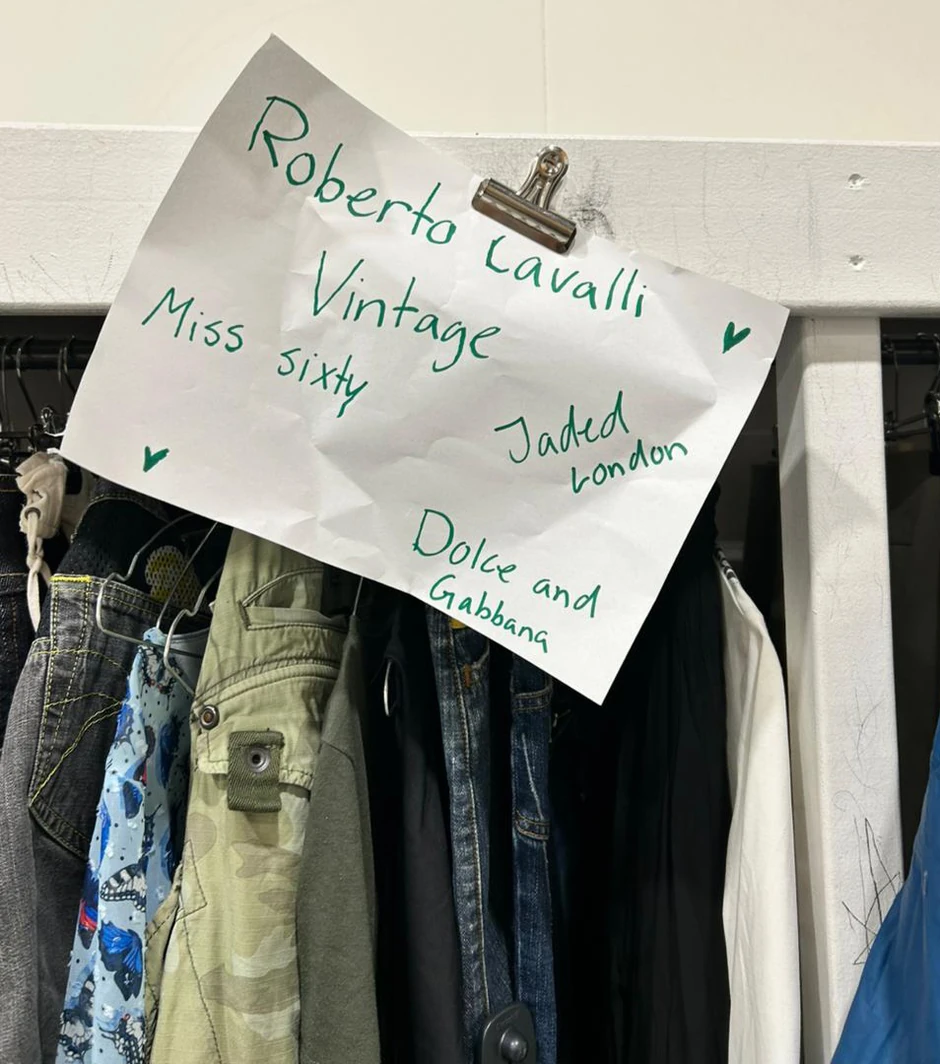 Roberto Cavalli
Vintage
Miss sixty
Jaded
London
Dolce and
Gabbana